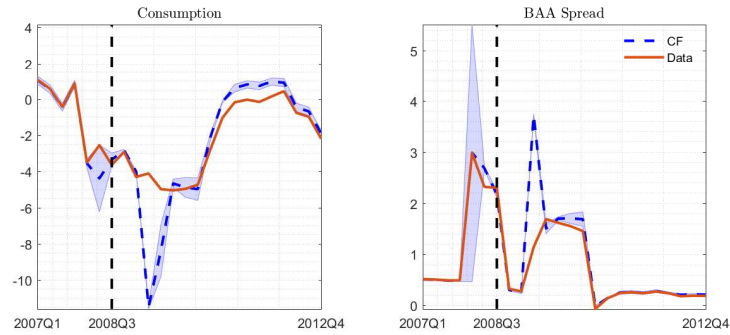 Consumption
4
2
0
-2
-4
-6
-8
-10
2007Q1
2008Q3
2012Q4
BAA Spread
CF
Data
5
4
3
2
1
0
2007Q1
2008Q3
2012Q4